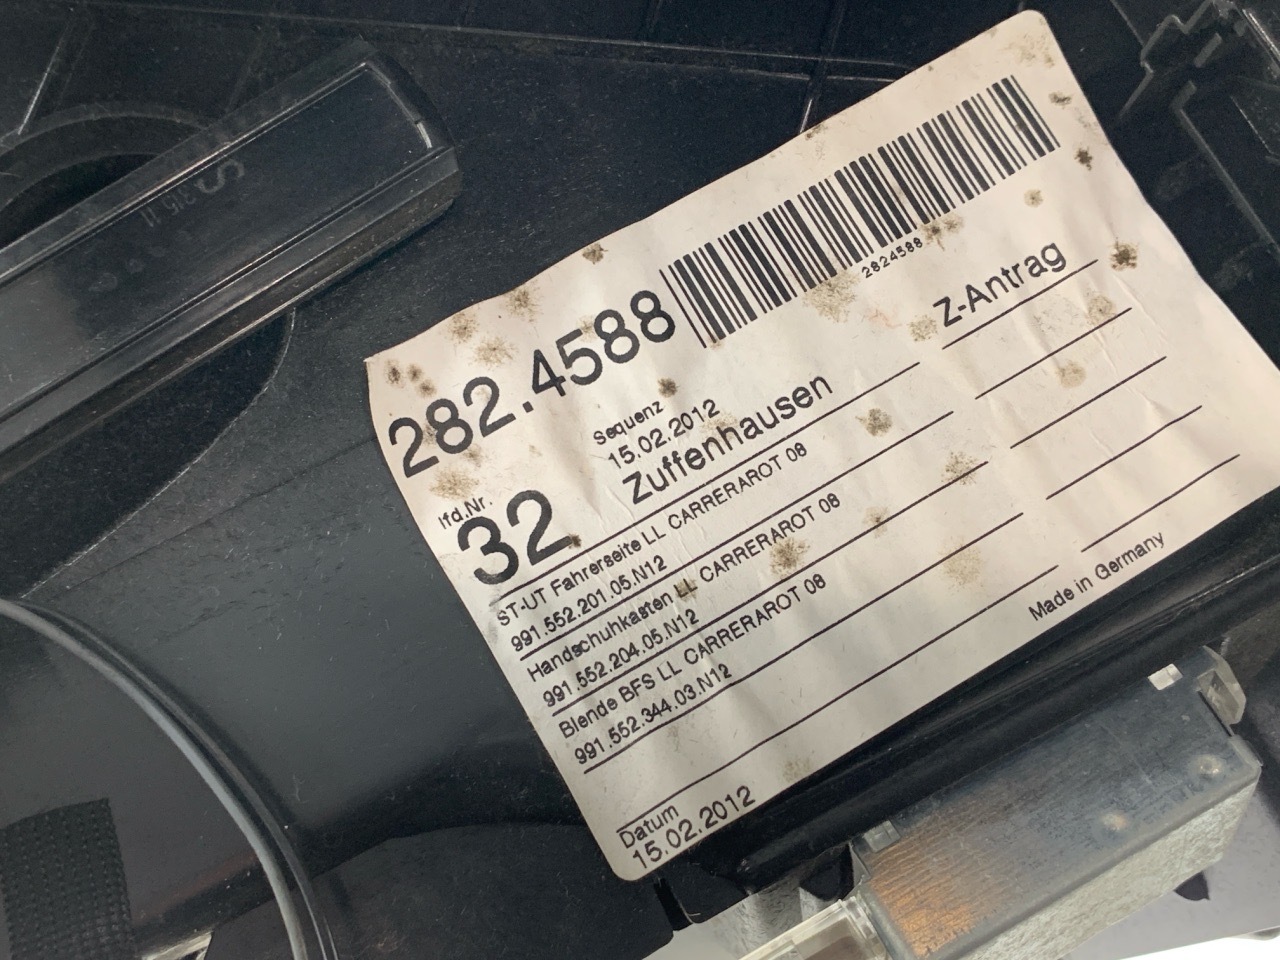 282.4588
2824588
lfd.Nr.
32
Sequenz
15.02.2012
Zuffenhausen
Z-Antrag
ST-UT Fahrerseite LL CARRERAROT 08
991.552.201.05.N12
Handschuhkasten LL CARRERAROT 08
991.552.204.05.N12
Blende BFS LL CARRERAROT 08
991.552.344.03.N12
Datum
15.02.2012
Made in Germany